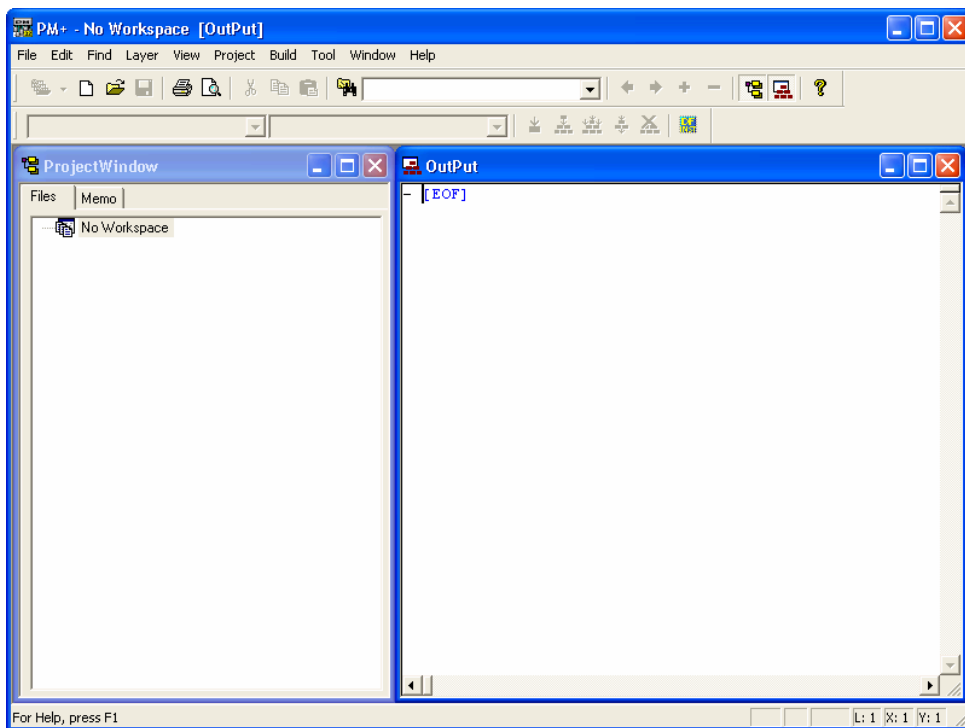 PM+ - No Workspace [OutPut]
File Edit Find Layer View Project Build Tool Window Help
ProjectWindow
OutPut
Files Memo
[EOF]
No Workspace
For Help, press F1
L: 1 X: 1 Y: 1